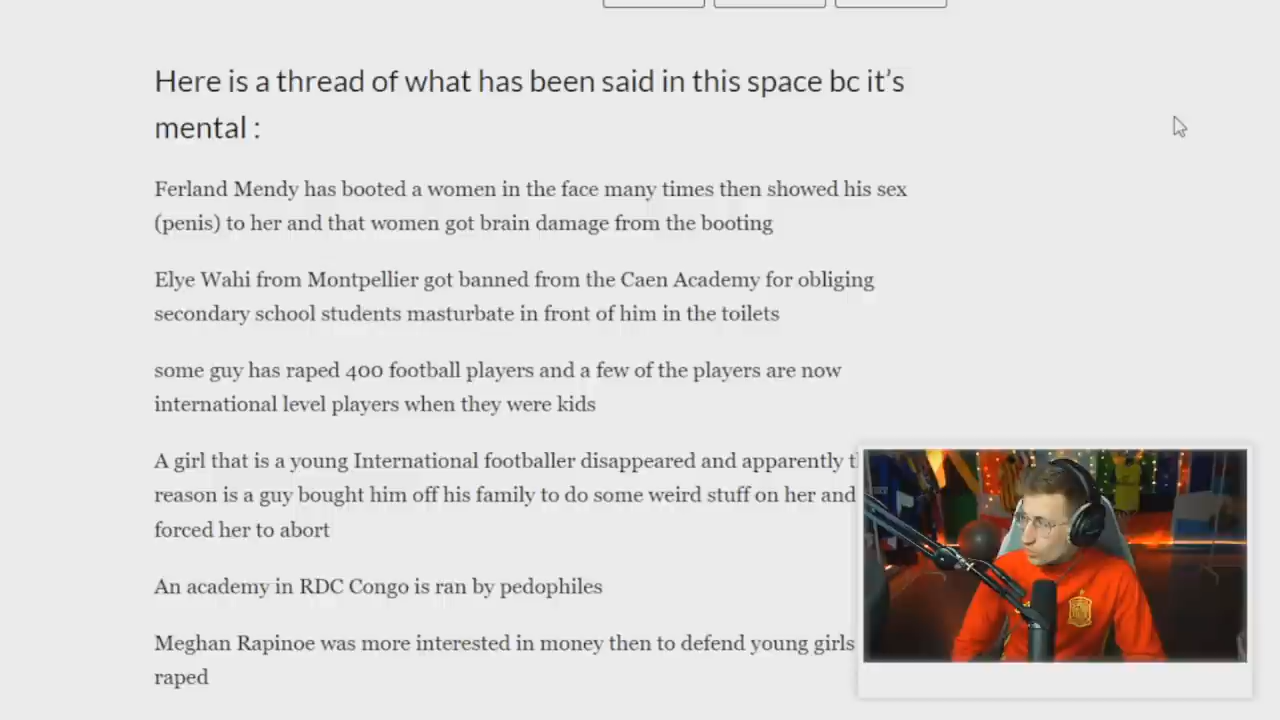 Here is a thread of what has been said in this space bc it's
mental :
Ferland Mendy has booted a women in the face many times then showed his sex
(penis) to her and that women got brain damage from the booting
Elye Wahi from Montpellier got banned from the Caen Academy for obliging
secondary school students masturbate in front of him in the toilets
some guy has raped 400 football players and a few of the players are now
international level players when they were kids
A girl that is a young International footballer disappeared and apparently
reason is a guy bought him off his family to do some weird stuff on her and
forced her to abort
An academy in RDC Congo is ran by pedophiles
Meghan Rapinoe was more interested in money then to defend young girls
raped